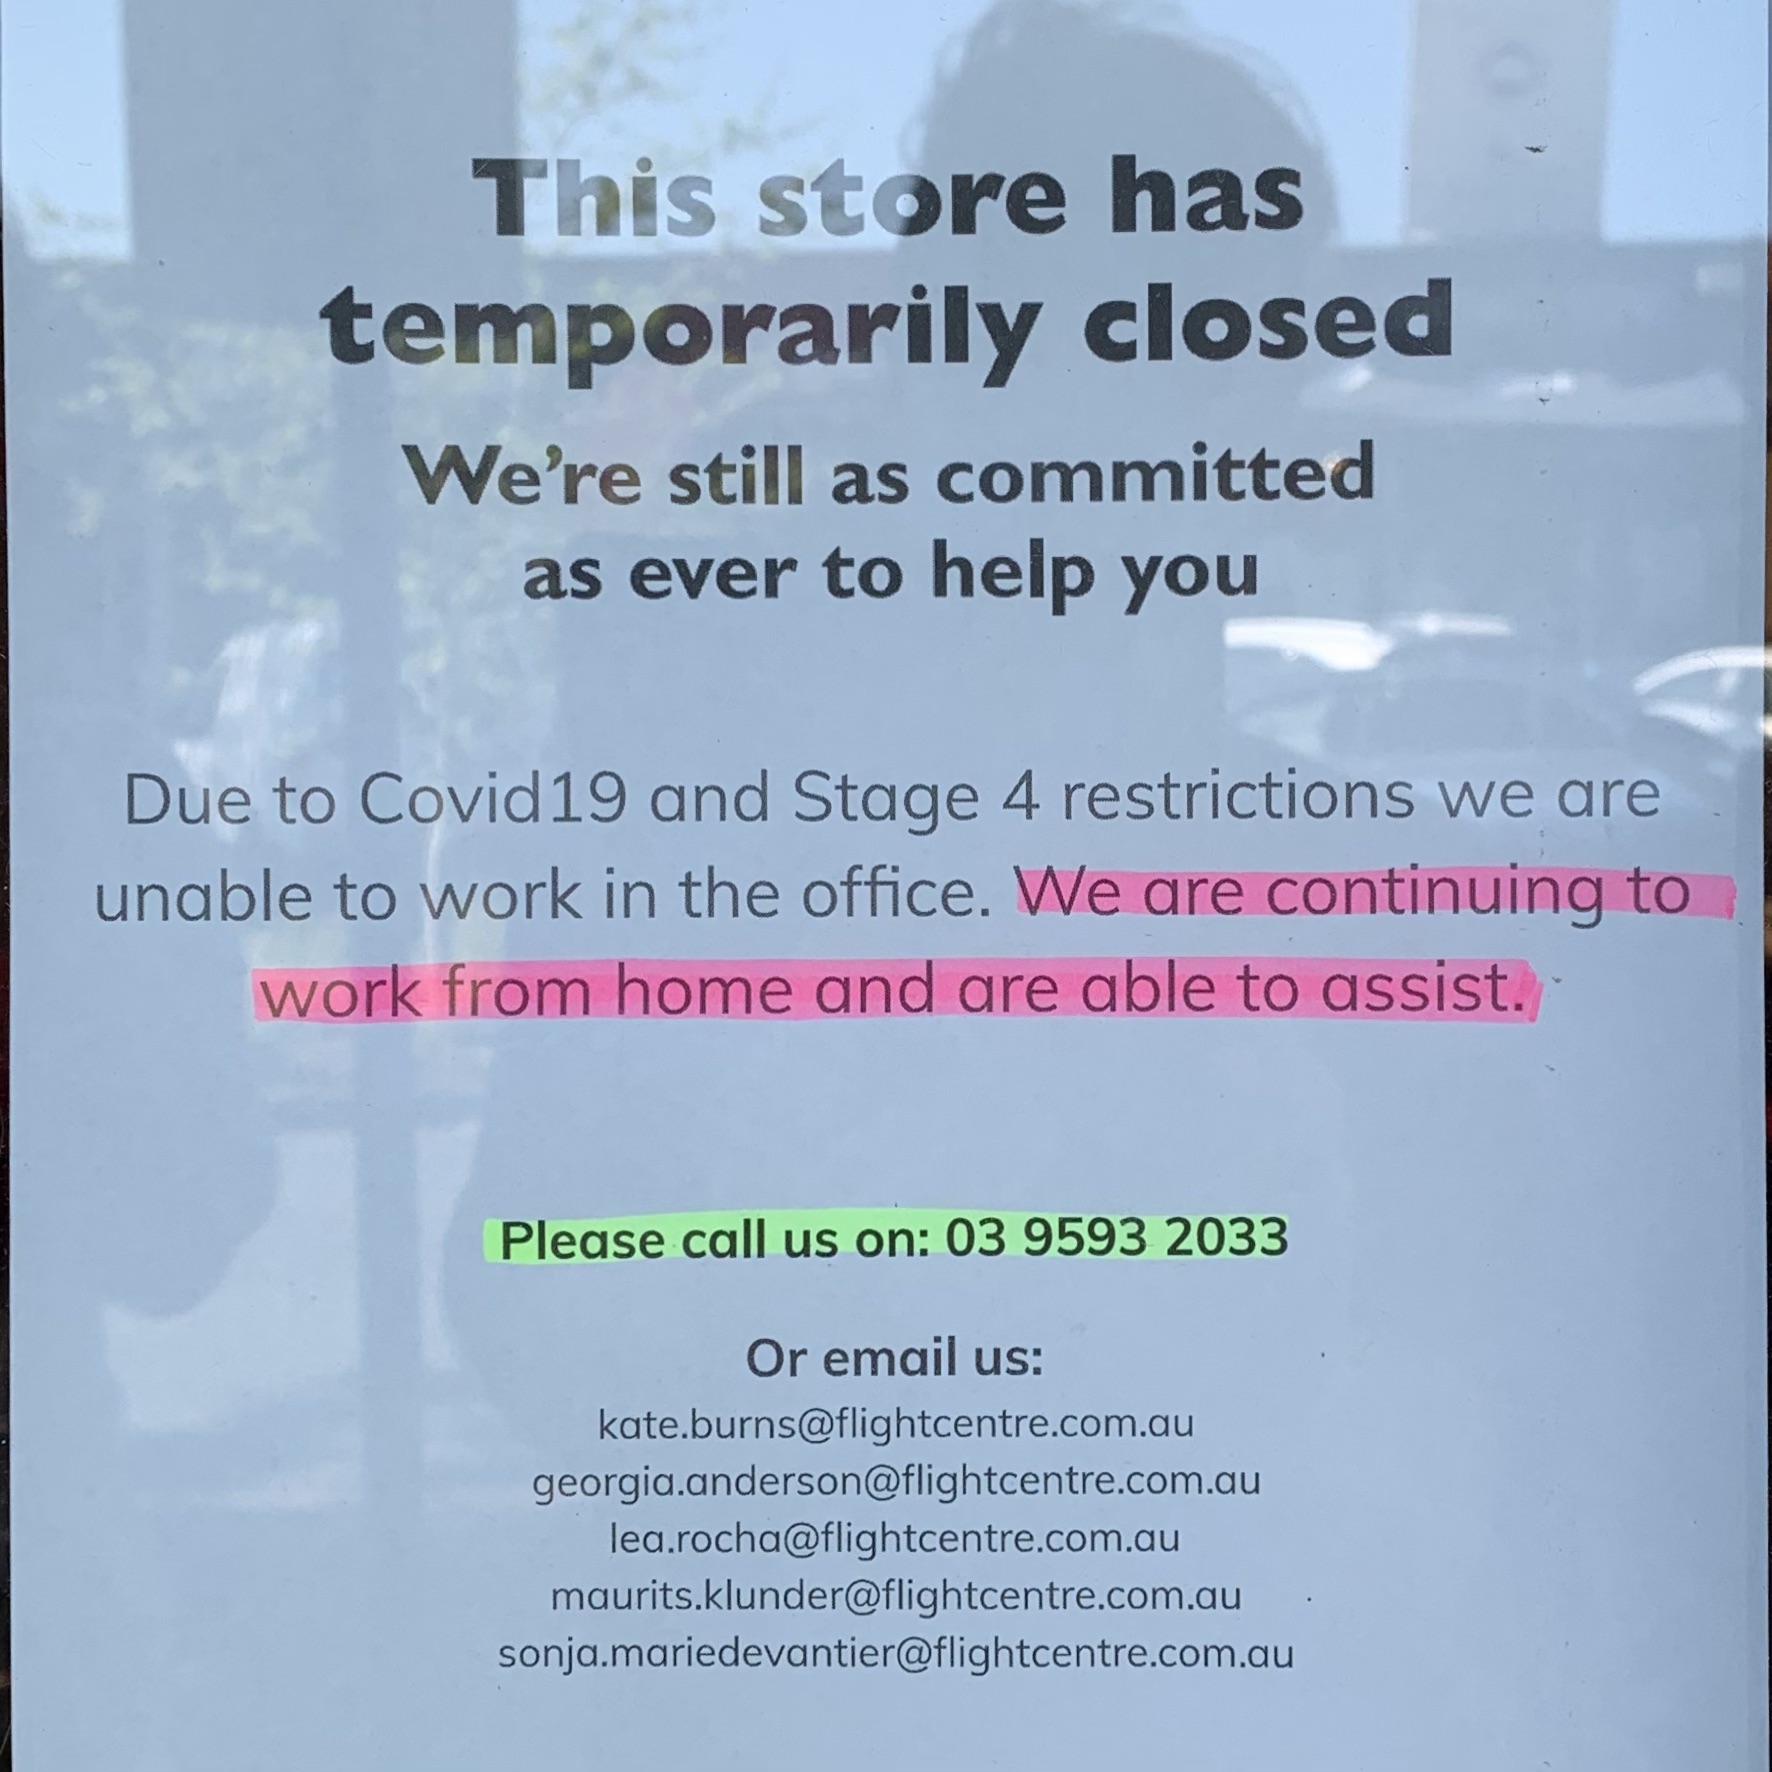 This store has
temporarily closed
We're still as committed
as ever to help you
Due to Covid19 and Stage 4 restrictions we are
unable to work in the office. We are continuing to
work from home and are able to assist.
Please call us on: 03 9593 2033
Or email us:
kate.burns@flightcentre.com.au
georgia.anderson@flightcentre.com.au
lea.rocha@flightcentre.com.au
maurits.klunder@flightcentre.com.au
sonja.mariedevantier@flightcentre.com.au